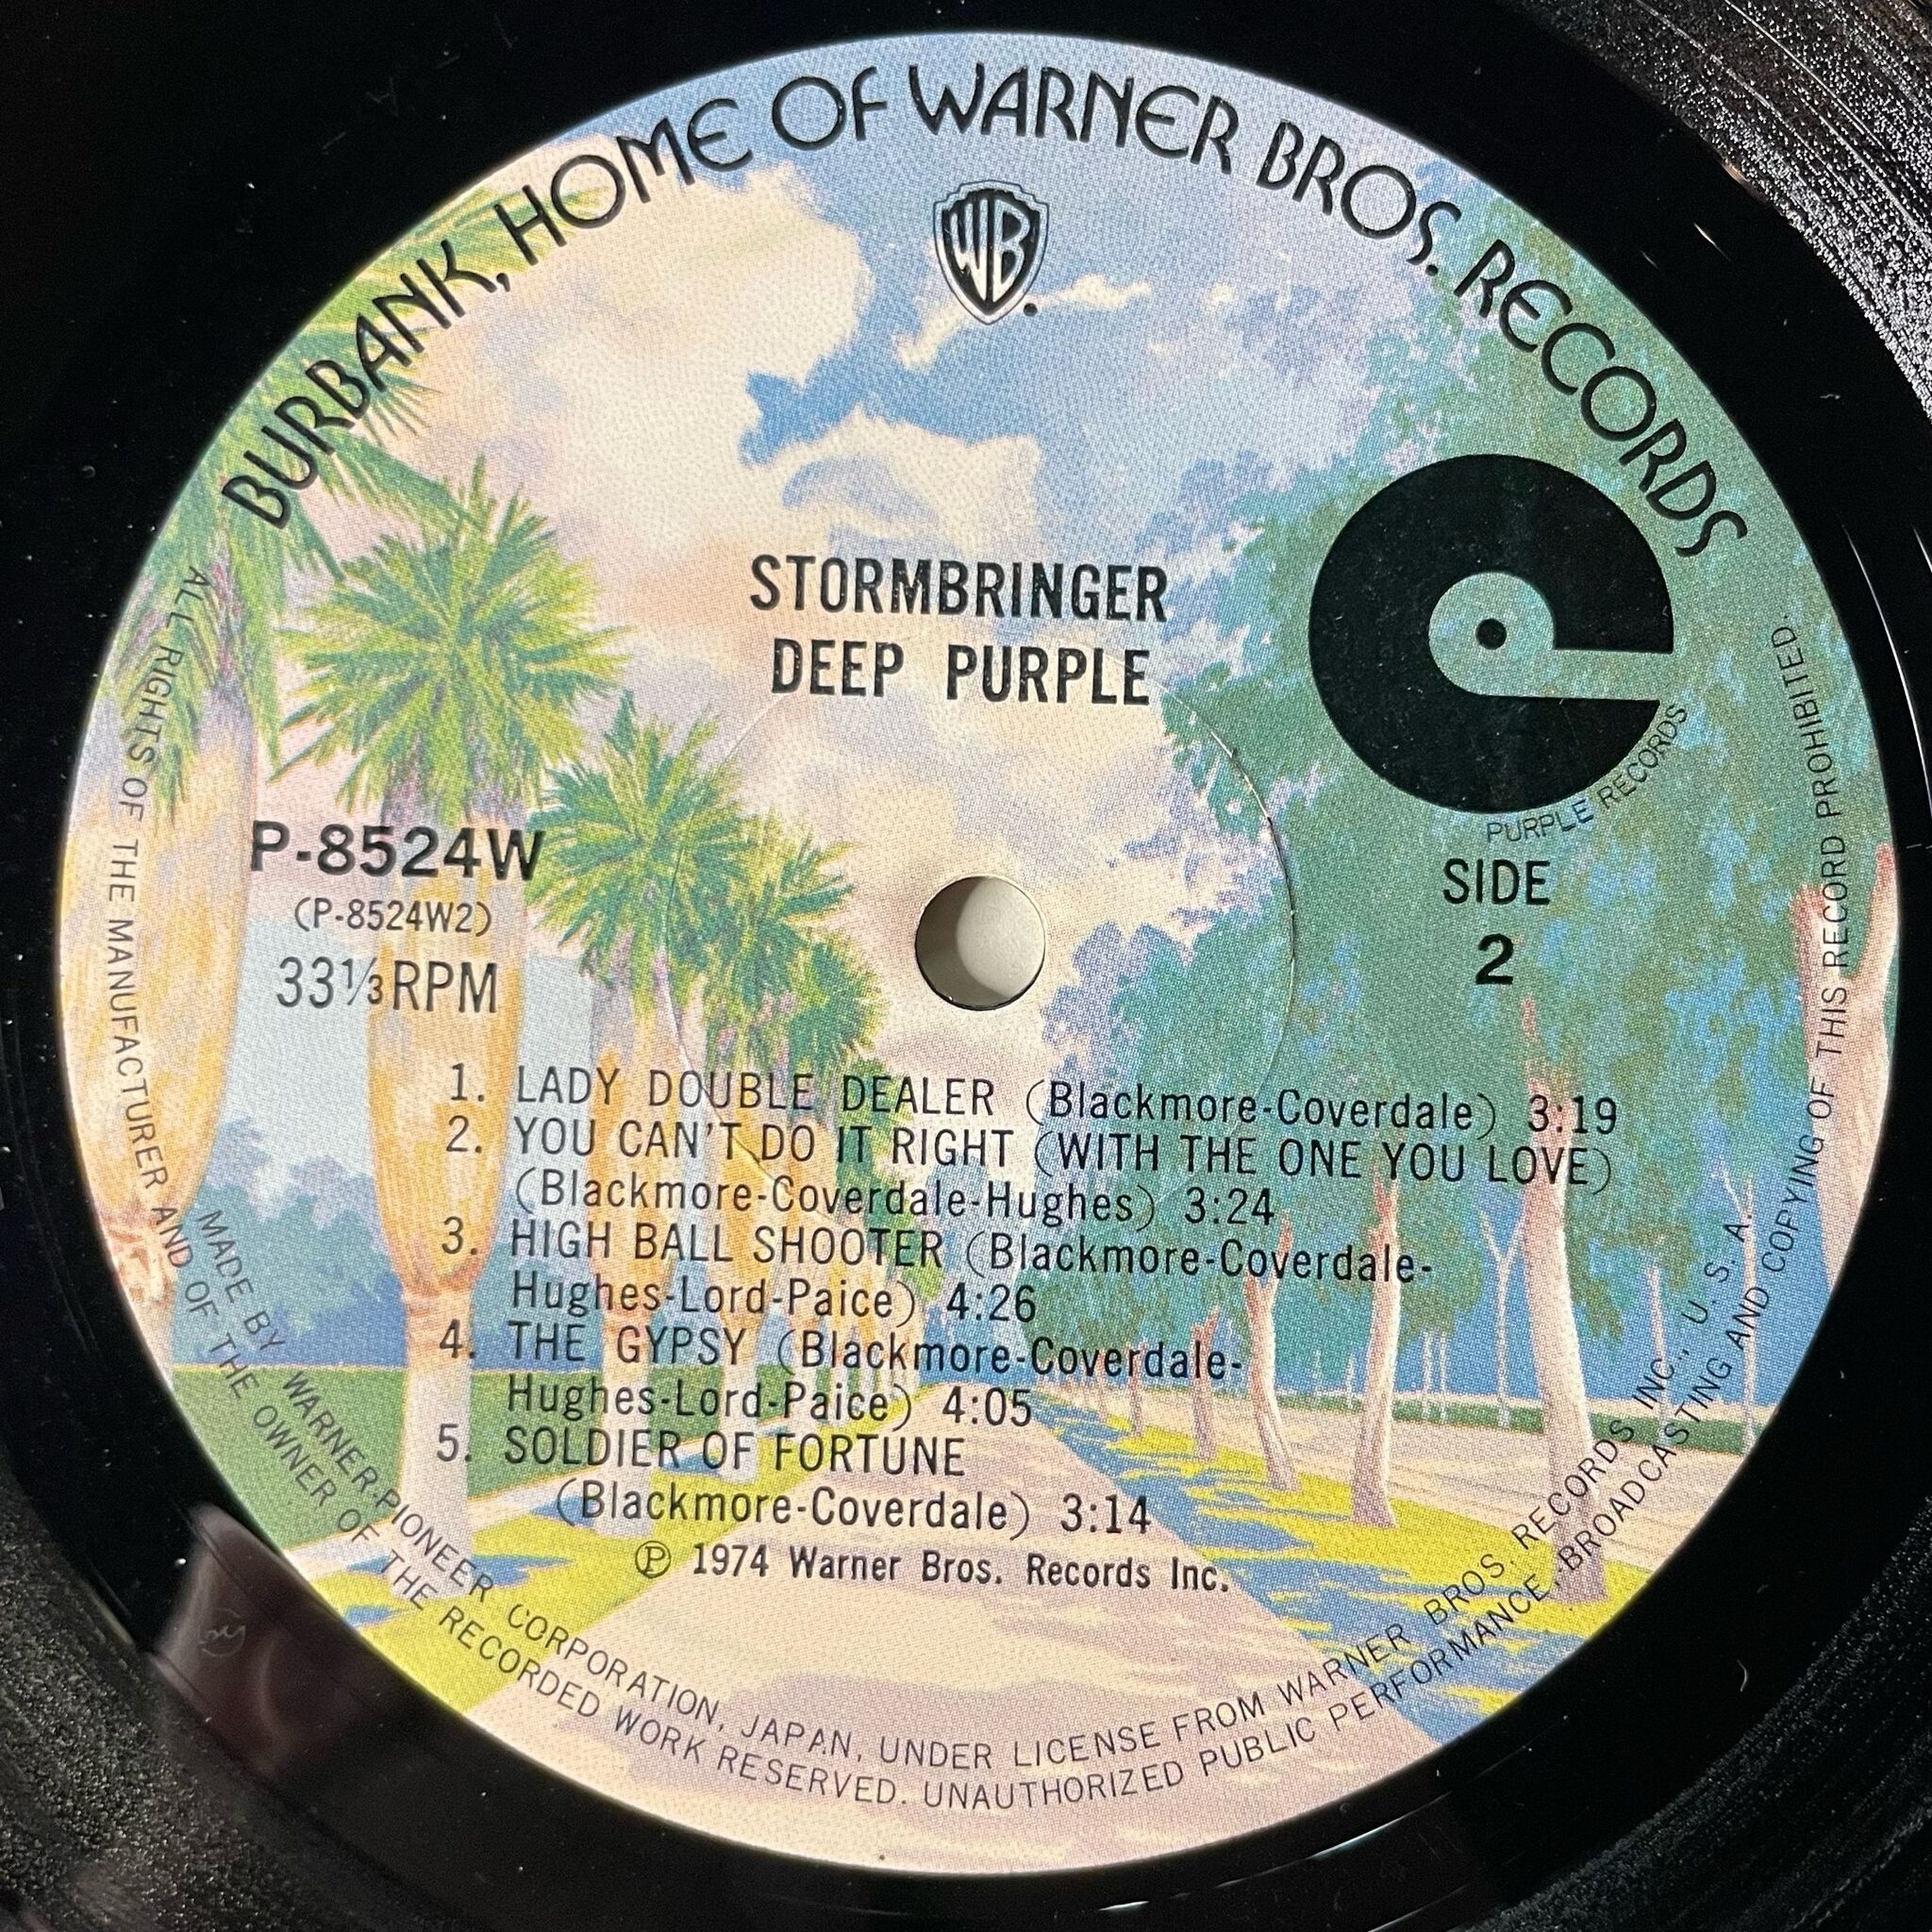 BURBANK, HOME OF WARNER BROS. RECORDS
WB
STORMBRINGER
DEEP PURPLE
PURPLE RECORDS
P-8524W
(P-8524W2)
33⅓RPM
SIDE
2
1. LADY DOUBLE DEALER (Blackmore-Coverdale) 3:19
2. YOU CAN'T DO IT RIGHT (WITH THE ONE YOU LOVE)
(Blackmore-Coverdale-Hughes) 3:24
3. HIGH BALL SHOOTER (Blackmore-Coverdale-
Hughes-Lord-Paice) 4:26
4. THE GYPSY (Blackmore-Coverdale-
Hughes-Lord-Paice) 4:05
5. SOLDIER OF FORTUNE
(Blackmore-Coverdale) 3:14
℗ 1974 Warner Bros. Records Inc.
MADE BY WARNER-PIONEER CORPORATION, JAPAN, UNDER LICENSE FROM WARNER BROS. RECORDS INC., U. S. A.
ALL RIGHTS OF THE MANUFACTURER AND OF THE OWNER OF THE RECORDED WORK RESERVED. UNAUTHORIZED PUBLIC PERFORMANCE, BROADCASTING AND COPYING OF THIS RECORD PROHIBITED.